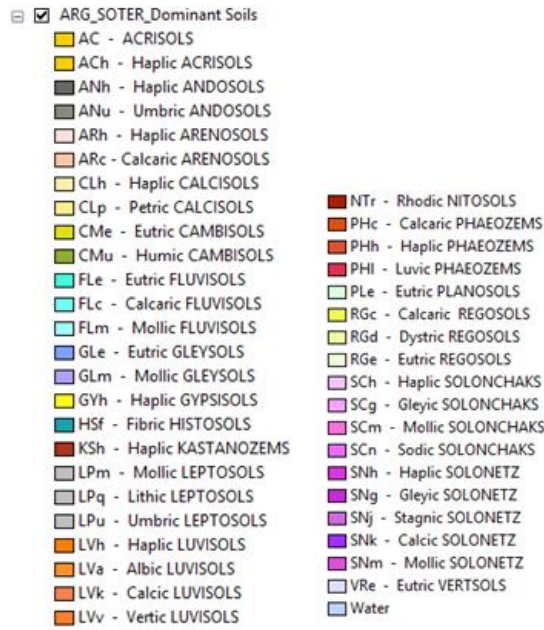 ARG_SOTER_Dominant Soils
AC - ACRISOLS
ACh - Haplic ACRISOLS
ANh - Haplic ANDOSOLS
ANu - Umbric ANDOSOLS
ARh - Haplic ARENOSOLS
ARc - Calcaric ARENOSOLS
CLh - Haplic CALCISOLS
CLp - Petric CALCISOLS
CMe - Eutric CAMBISOLS
CMu - Humic CAMBISOLS
FLe - Eutric FLUVISOLS
FLc - Calcaric FLUVISOLS
FLm - Mollic FLUVISOLS
GLe - Eutric GLEYSOLS
GLm - Mollic GLEYSOLS
GYh - Haplic GYPSISOLS
HSf - Fibric HISTOSOLS
KSh - Haplic KASTANOZEMS
LPm - Mollic LEPTOSOLS
LPq - Lithic LEPTOSOLS
LPu - Umbric LEPTOSOLS
LVh - Haplic LUVISOLS
LVa - Albic LUVISOLS
LVk - Calcic LUVISOLS
LVv - Vertic LUVISOLS
NTr - Rhodic NITOSOLS
PHc - Calcaric PHAEOZEMS
PHh - Haplic PHAEOZEMS
PHl - Luvic PHAEOZEMS
PLe - Eutric PLANOSOLS
RGc - Calcaric REGOSOLS
RGd - Dystric REGOSOLS
RGe - Eutric REGOSOLS
SCh - Haplic SOLONCHAKS
SCg - Gleyic SOLONCHAKS
SCm - Mollic SOLONCHAKS
SCn - Sodic SOLONCHAKS
SNh - Haplic SOLONETZ
SNg - Gleyic SOLONETZ
SNj - Stagnic SOLONETZ
SNk - Calcic SOLONETZ
SNm - Mollic SOLONETZ
VRe - Eutric VERTSOLS
Water